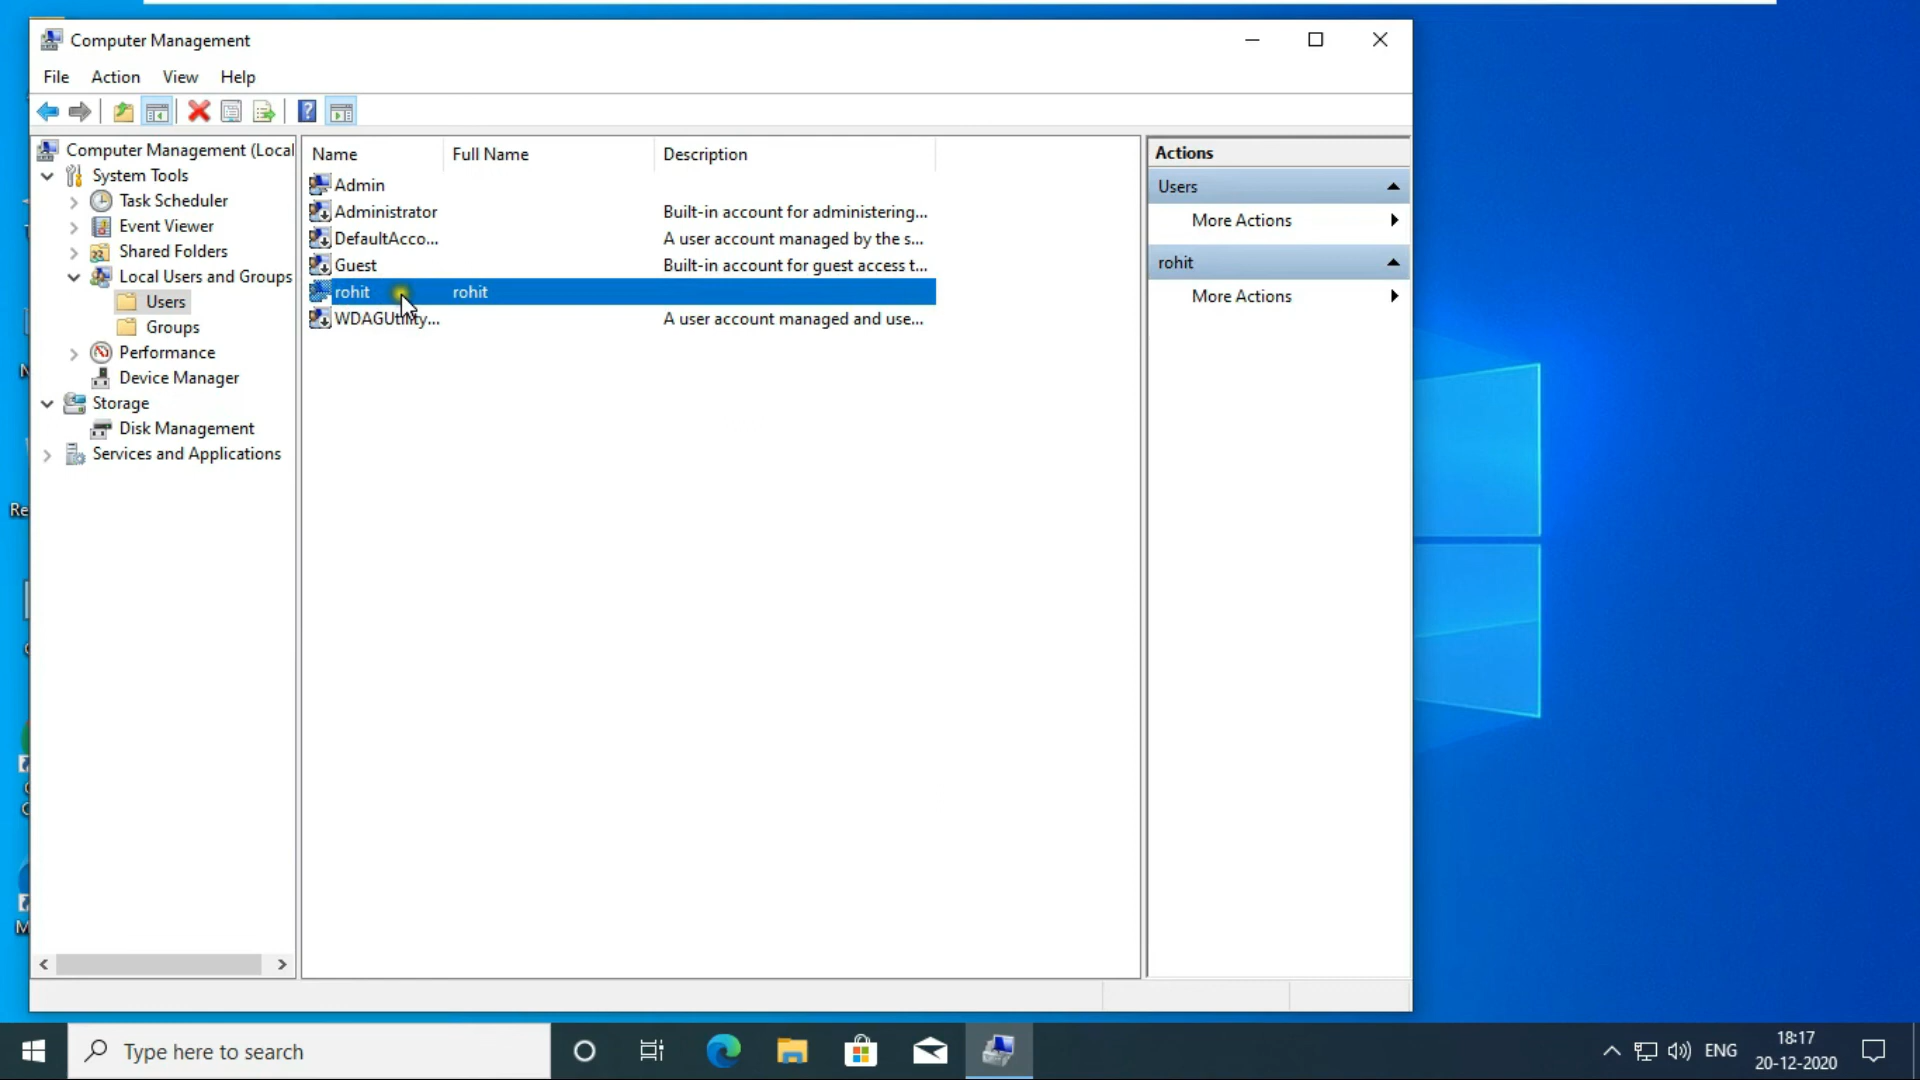 Computer Management
File Action View Help
Computer Management (Local
System Tools
Task Scheduler
Event Viewer
Shared Folders
Local Users and Groups
Users
Groups
Performance
Device Manager
Storage
Disk Management
Services and Applications
Name Full Name Description
Admin
Administrator Built-in account for administering...
DefaultAcco... A user account managed by the s...
Guest Built-in account for guest access t...
rohit rohit
WDAGUtility... A user account managed and use...
Actions
Users
More Actions
rohit
More Actions
Re
Type here to search
ENG
18:17
20-12-2020